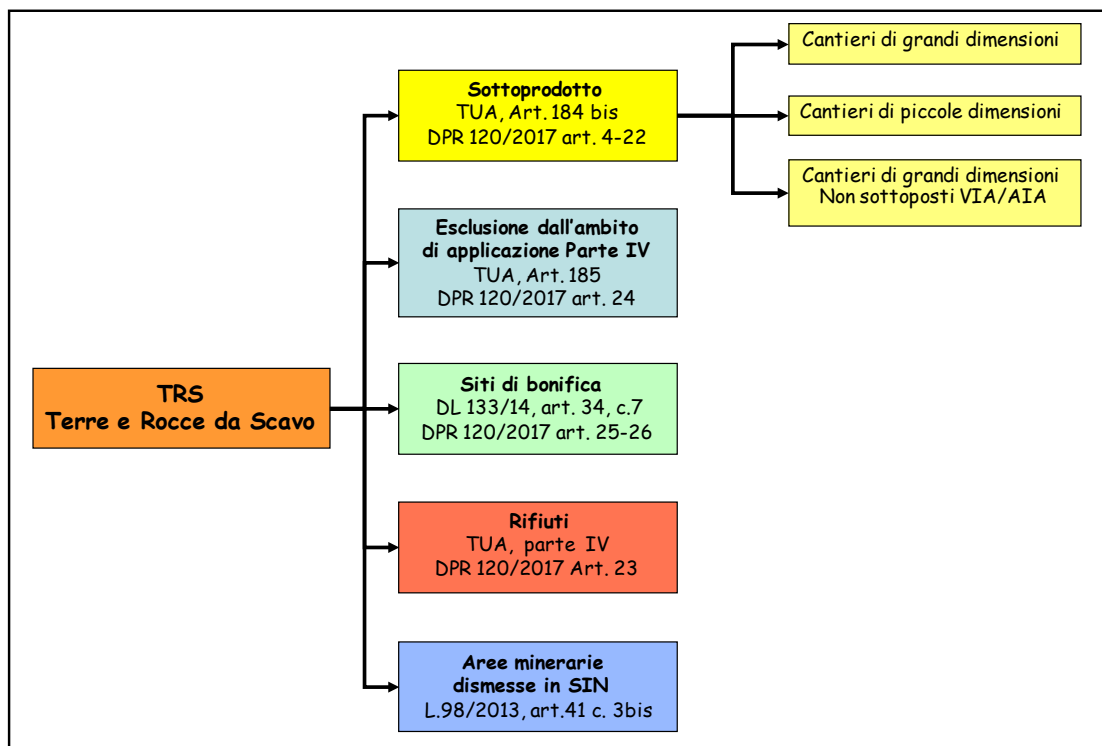 TRS
Terre e Rocce da Scavo
Sottoprodotto
TUA, Art. 184 bis
DPR 120/2017 art. 4-22
Cantieri di grandi dimensioni
Cantieri di piccole dimensioni
Cantieri di grandi dimensioni
Non sottoposti VIA/AIA
Esclusione dall'ambito
di applicazione Parte IV
TUA, Art. 185
DPR 120/2017 art. 24
Siti di bonifica
DL 133/14, art. 34, c.7
DPR 120/2017 art. 25-26
Rifiuti
TUA, parte IV
DPR 120/2017 Art. 23
Aree minerarie
dismesse in SIN
L.98/2013, art.41 c. 3bis